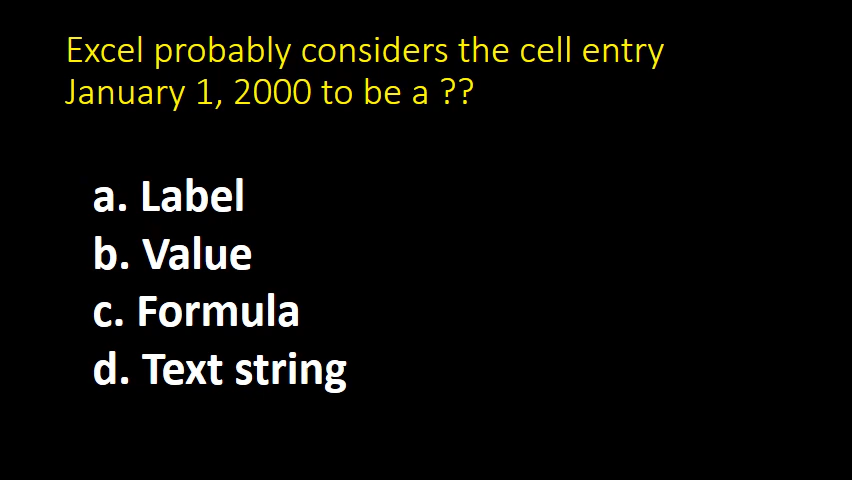 Excel probably considers the cell entry
January 1, 2000 to be a ??
a. Label
b. Value
c. Formula
d. Text string